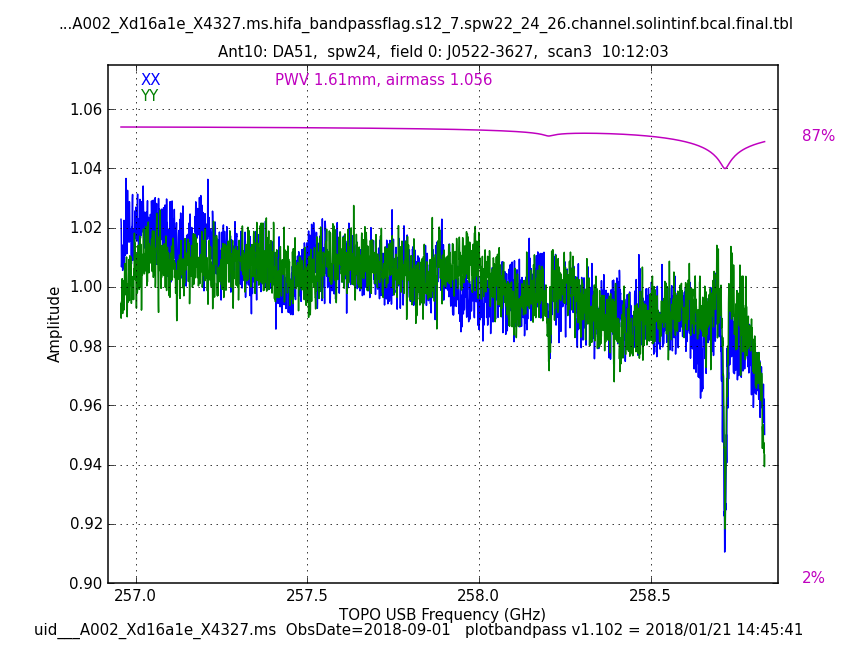 ...A002_Xd16a1e_X4327.ms.hifa_bandpassflag.s12_7.spw22_24_26.channel.solintinf.bcal.final.tbl
Ant10: DA51,  spw24,  field 0: J0522-3627,  scan3  10:12:03
XX
PWV 1.61mm, airmass 1.056
YY
1.06
87%
1.04
1.02
1.00
0.98
0.96
0.94
0.92
0.90
2%
Amplitude
257.0 257.5 258.0 258.5
TOPO USB Frequency (GHz)
uid___A002_Xd16a1e_X4327.ms  ObsDate=2018-09-01   plotbandpass v1.102 = 2018/01/21 14:45:41